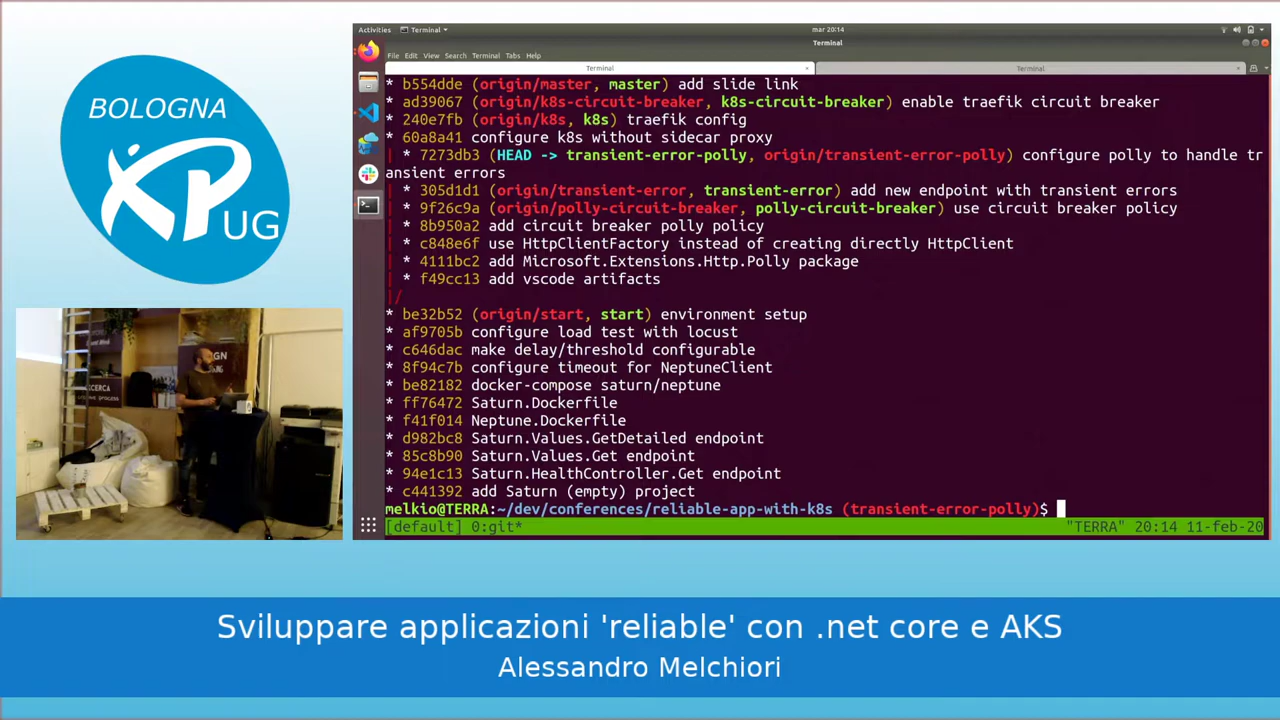 BOLOGNA
XP
UG
Activities Terminal
mar 20:14
Terminal
File Edit View Search Terminal Tabs Help
Terminal
Terminal
* b554dde (origin/master, master) add slide link
* ad39067 (origin/k8s-circuit-breaker, k8s-circuit-breaker) enable traefik circuit breaker
* 240e7fb (origin/k8s, k8s) traefik config
* 60a8a41 configure k8s without sidecar proxy
| * 7273db3 (HEAD -> transient-error-polly, origin/transient-error-polly) configure polly to handle tr
ansient errors
| * 305d1d1 (origin/transient-error, transient-error) add new endpoint with transient errors
| * 9f26c9a (origin/polly-circuit-breaker, polly-circuit-breaker) use circuit breaker policy
| * 8b950a2 add circuit breaker polly policy
| * c848e6f use HttpClientFactory instead of creating directly HttpClient
| * 4111bc2 add Microsoft.Extensions.Http.Polly package
| * f49cc13 add vscode artifacts
|/
* be32b52 (origin/start, start) environment setup
* af9705b configure load test with locust
* c646dac make delay/threshold configurable
* 8f94c7b configure timeout for NeptuneClient
* be82182 docker-compose saturn/neptune
* ff76472 Saturn.Dockerfile
* f41f014 Neptune.Dockerfile
* d982bc8 Saturn.Values.GetDetailed endpoint
* 85c8b90 Saturn.Values.Get endpoint
* 94e1c13 Saturn.HealthController.Get endpoint
* c441392 add Saturn (empty) project
melkio@TERRA:~/dev/conferences/reliable-app-with-k8s (transient-error-polly)$
[default] 0:git* "TERRA" 20:14 11-feb-20
Sviluppare applicazioni 'reliable' con .net core e AKS
Alessandro Melchiori